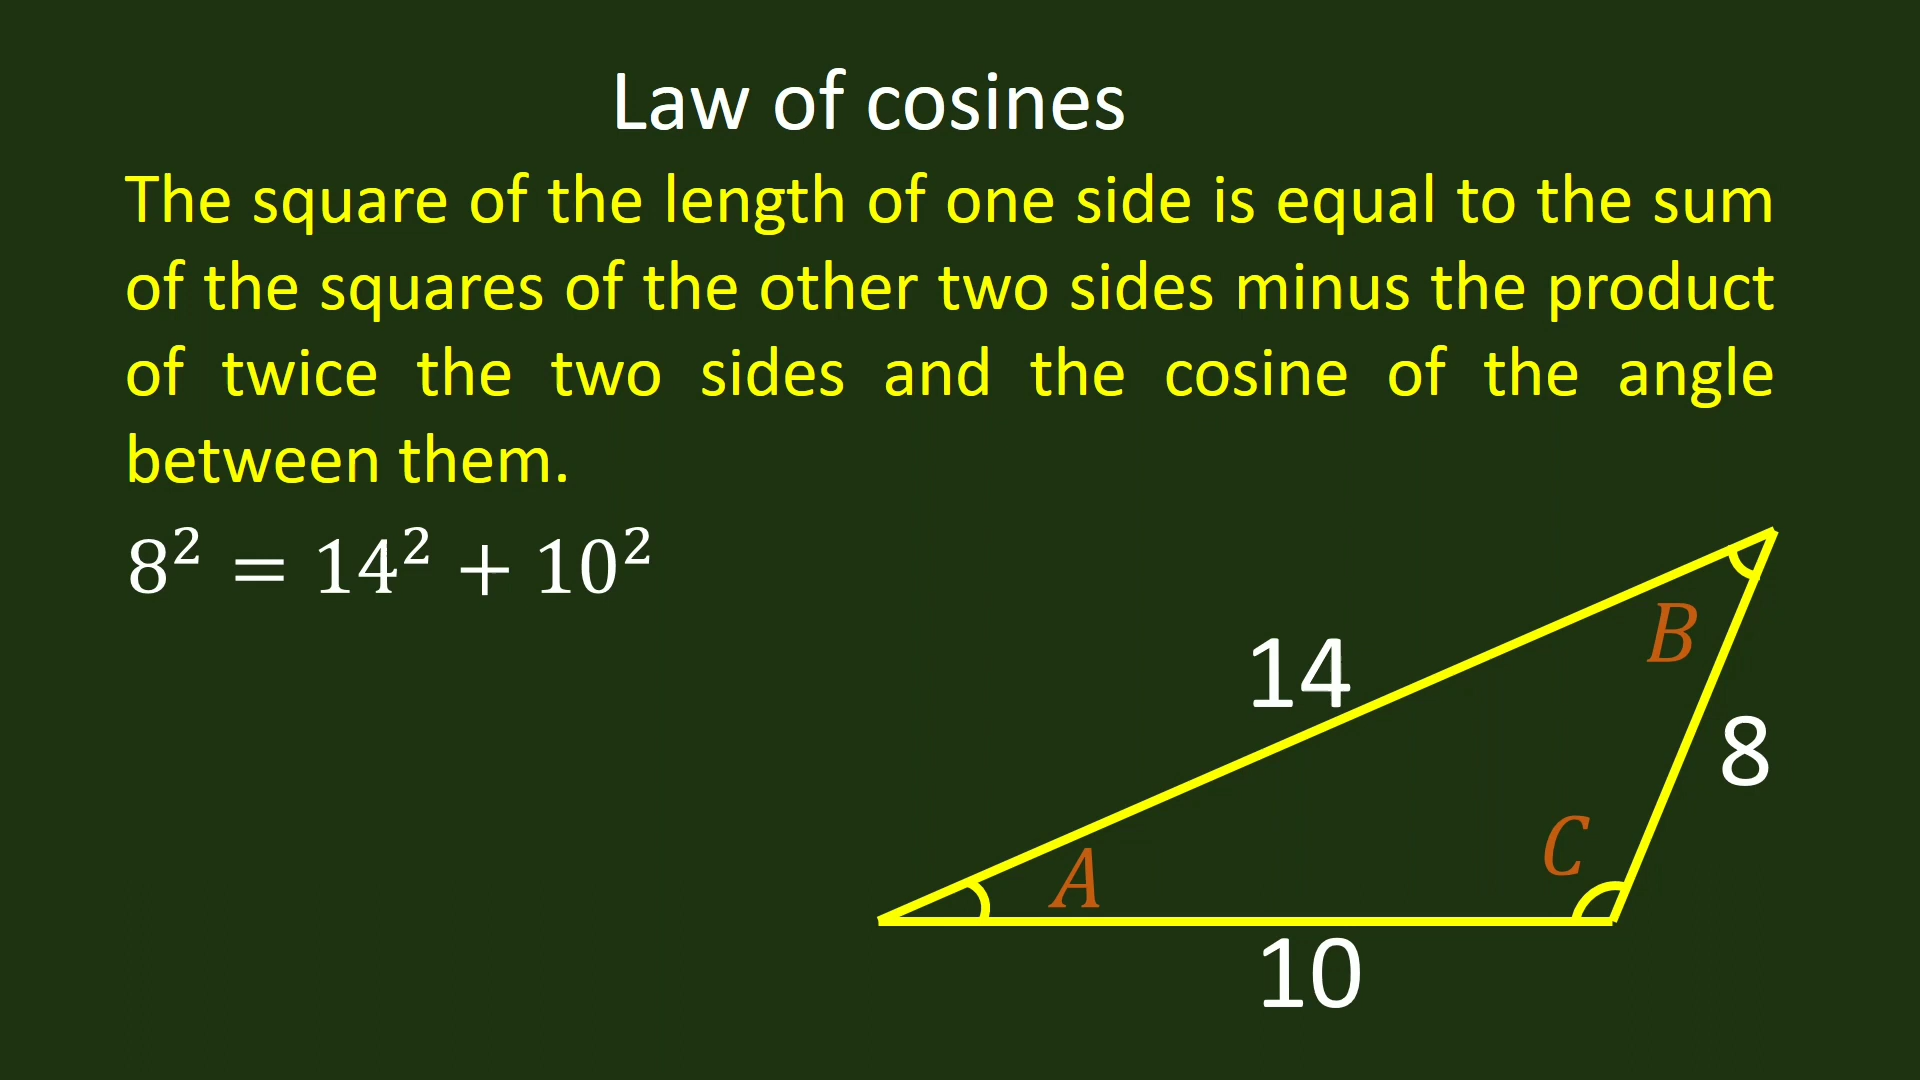 Law of cosines
The square of the length of one side is equal to the sum
of the squares of the other two sides minus the product
of twice the two sides and the cosine of the angle
between them.
8² = 14² + 10²
B
14
8
C
A
10